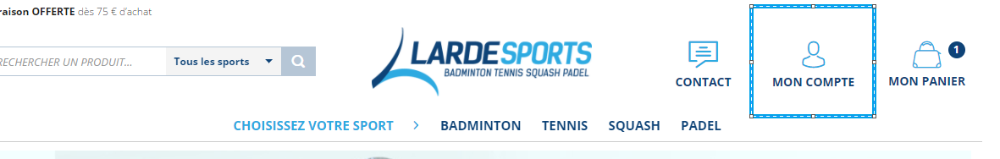 raison OFFERTE dès 75 € d'achat
RECHERCHER UN PRODUIT...
Tous les sports
LARDESPORTS
BADMINTON TENNIS SQUASH PADEL
CONTACT
MON COMPTE
1
MON PANIER
CHOISISSEZ VOTRE SPORT > BADMINTON TENNIS SQUASH PADEL